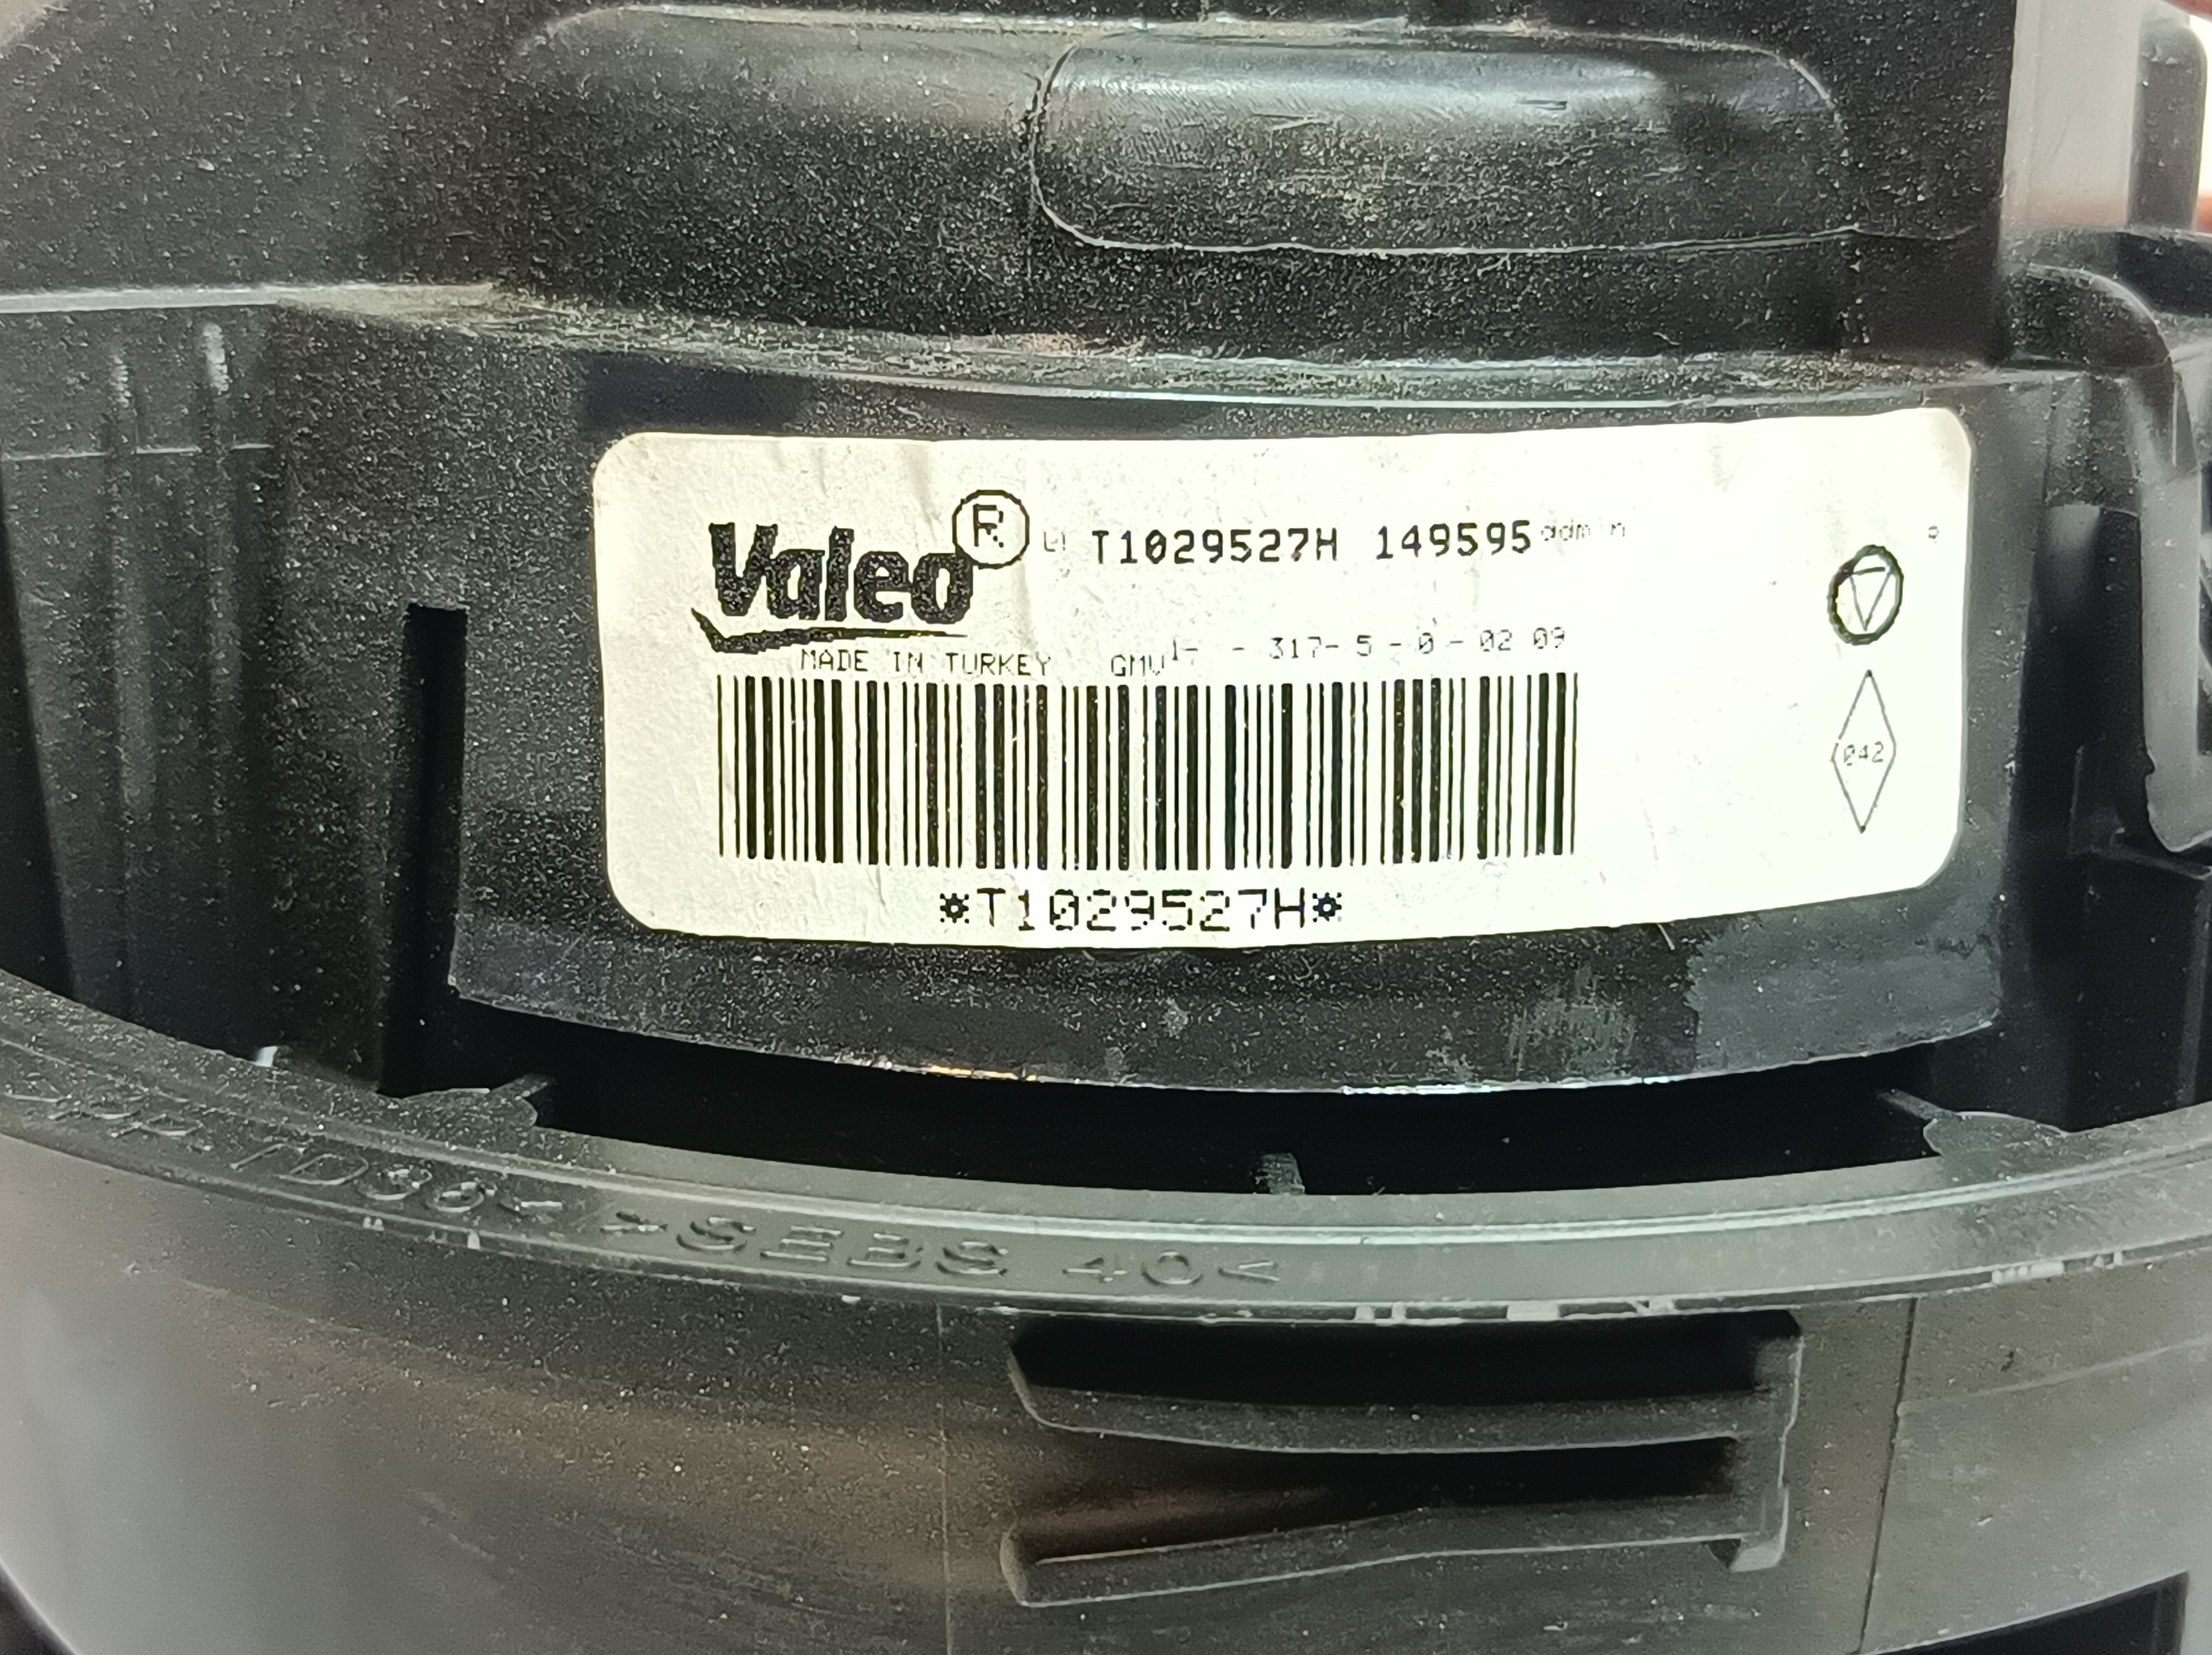 Valeo® T1029527H 149595
MADE IN TURKEY GMV 317-5-0-02 09
042
*T1029527H*
>SEBS 40<